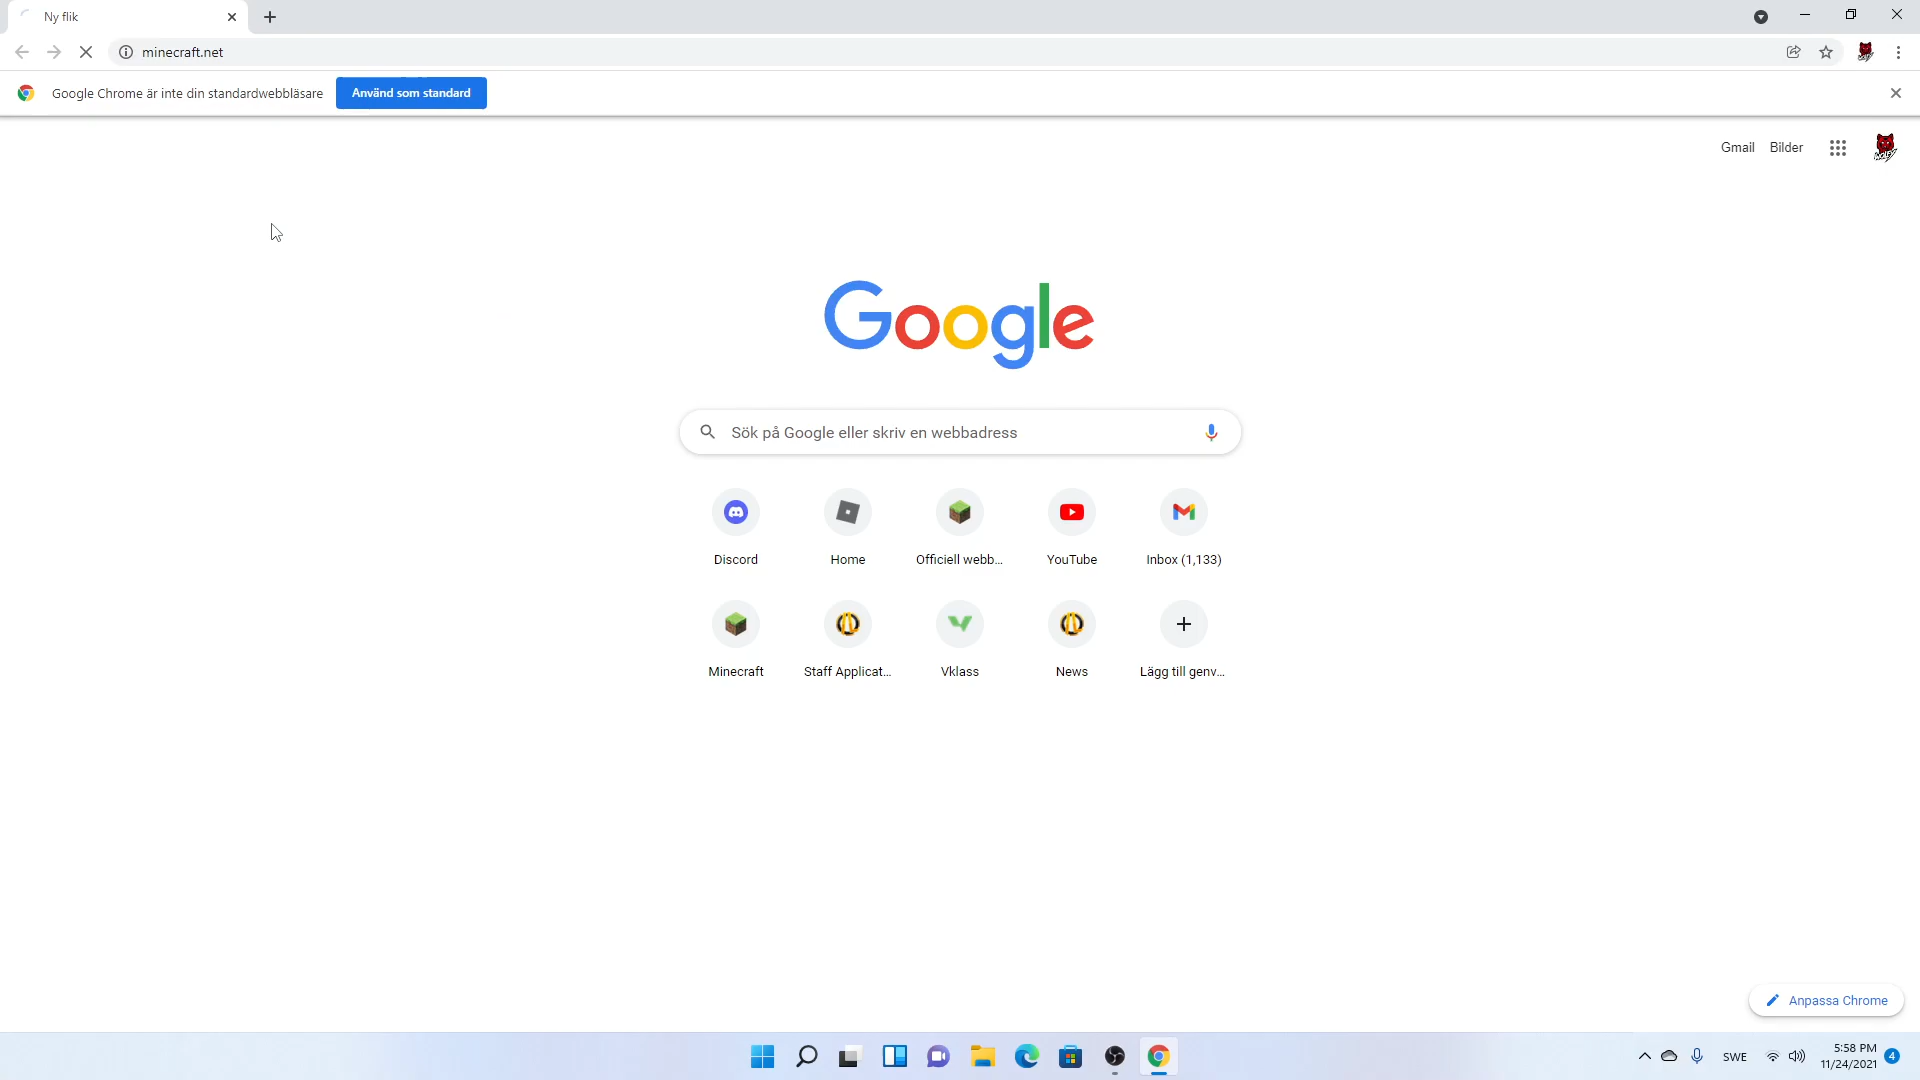 Ny flik
minecraft.net
Google Chrome är inte din standardwebbläsare
Använd som standard
Gmail
Bilder
Google
Sök på Google eller skriv en webbadress
Discord
Home
Officiell webb...
YouTube
Inbox (1,133)
Minecraft
Staff Applicat...
Vklass
News
Lägg till genv...
Anpassa Chrome
SWE
5:58 PM
11/24/2021
4